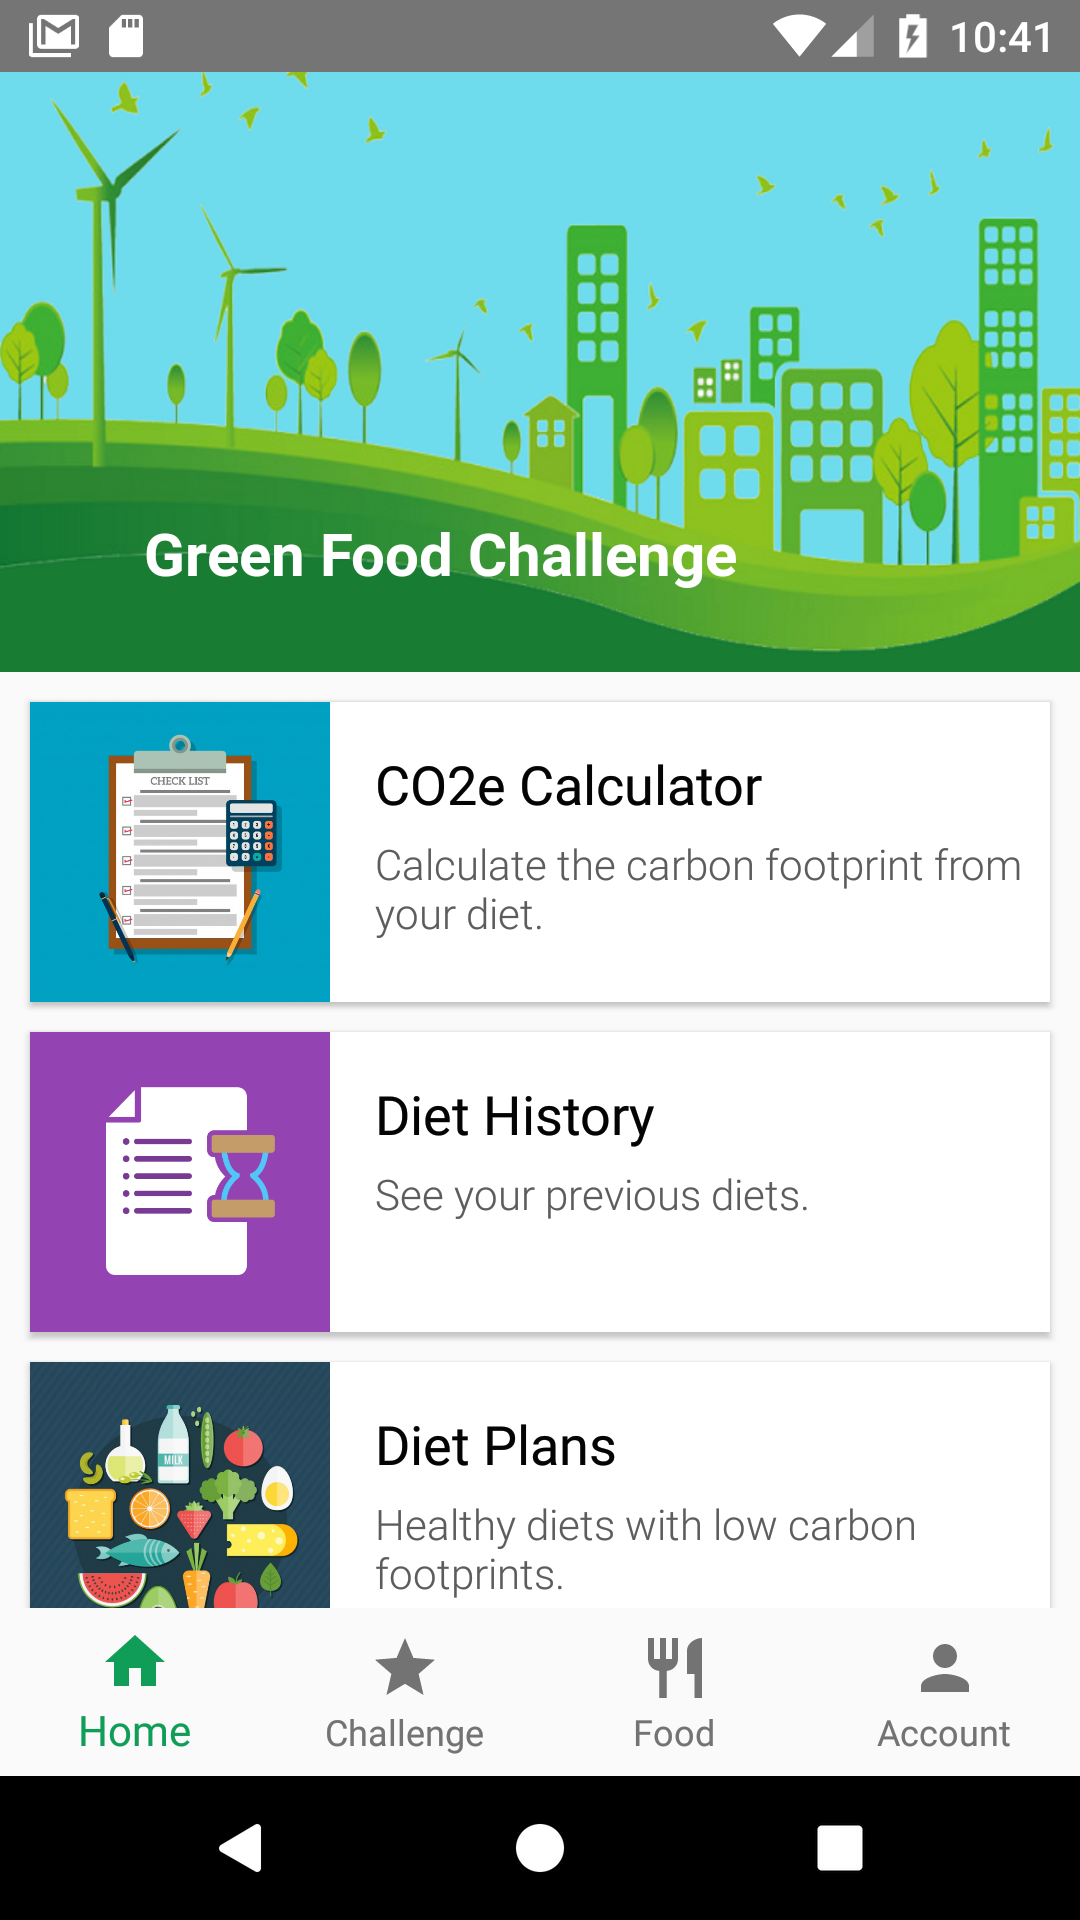 10:41
Green Food Challenge
CHECK LIST
CO2e Calculator
Calculate the carbon footprint from
your diet.
Diet History
See your previous diets.
MILK
Diet Plans
Healthy diets with low carbon
footprints.
Home
Challenge
Food
Account